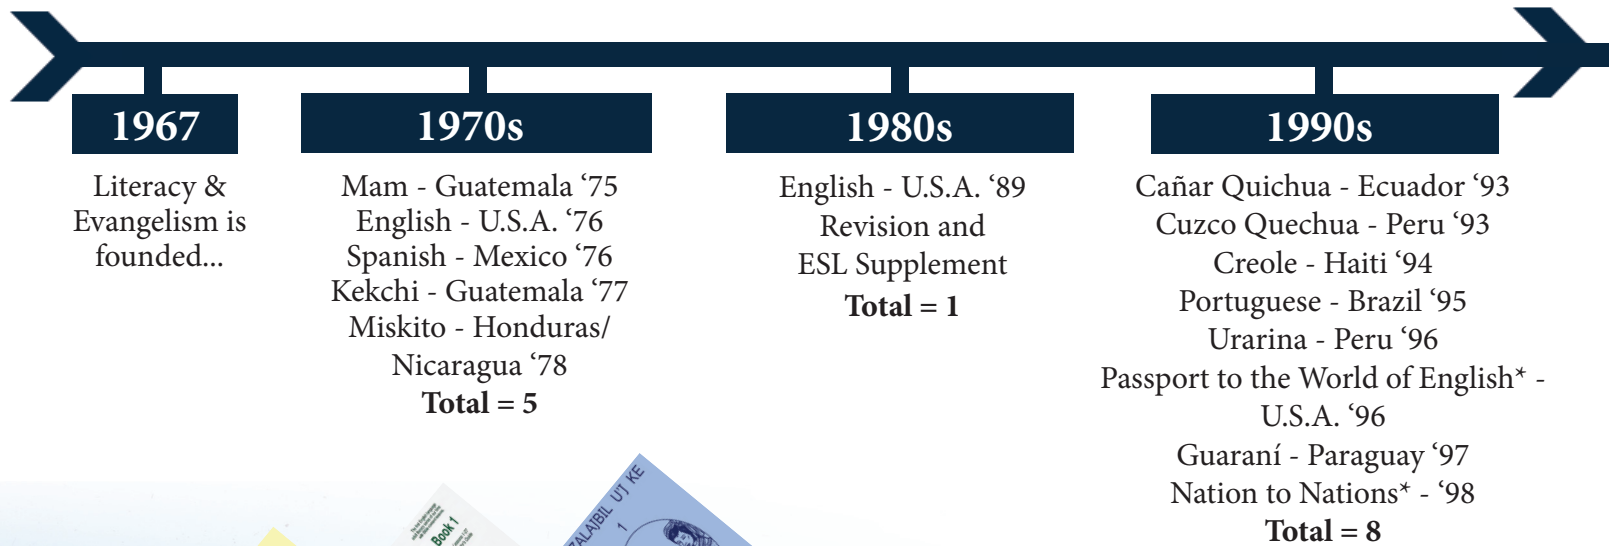 1967
Literacy &
Evangelism is
founded...
1970s
Mam - Guatemala ‘75
English - U.S.A. ‘76
Spanish - Mexico ‘76
Kekchi - Guatemala ‘77
Miskito - Honduras/
Nicaragua ‘78
Total = 5
1980s
English - U.S.A. ‘89
Revision and
ESL Supplement
Total = 1
1990s
Cañar Quichua - Ecuador ‘93
Cuzco Quechua - Peru ‘93
Creole - Haiti ‘94
Portuguese - Brazil ‘95
Urarina - Peru ‘96
Passport to the World of English* -
U.S.A. ‘96
Guaraní - Paraguay ‘97
Nation to Nations* - ‘98
Total = 8
Book 1
U'J KE
1